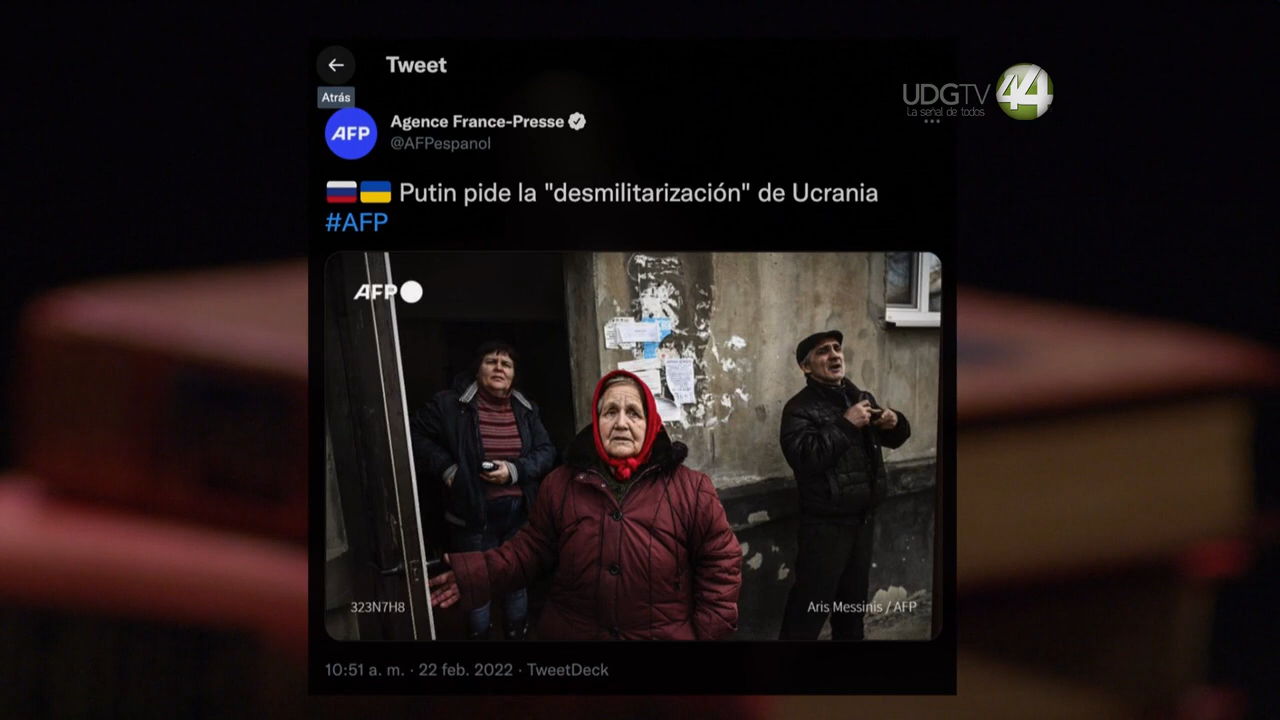 Tweet
Atrás
UDGTV 44
La señal de todos
AFP
Agence France-Presse
@AFPespanol
Putin pide la "desmilitarización" de Ucrania
#AFP
AFP
323N7H8
Aris Messinis / AFP
10:51 a. m. · 22 feb. 2022 · TweetDeck